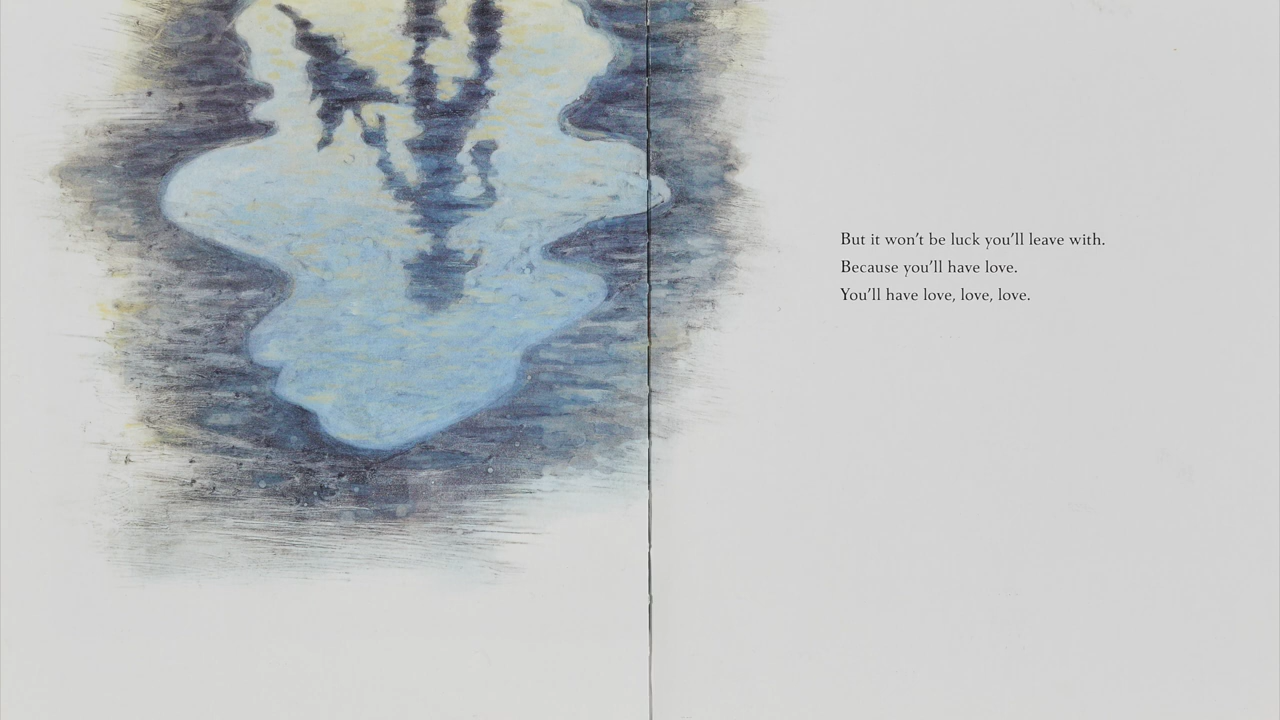 But it won't be luck you'll leave with.
Because you'll have love.
You'll have love, love, love.